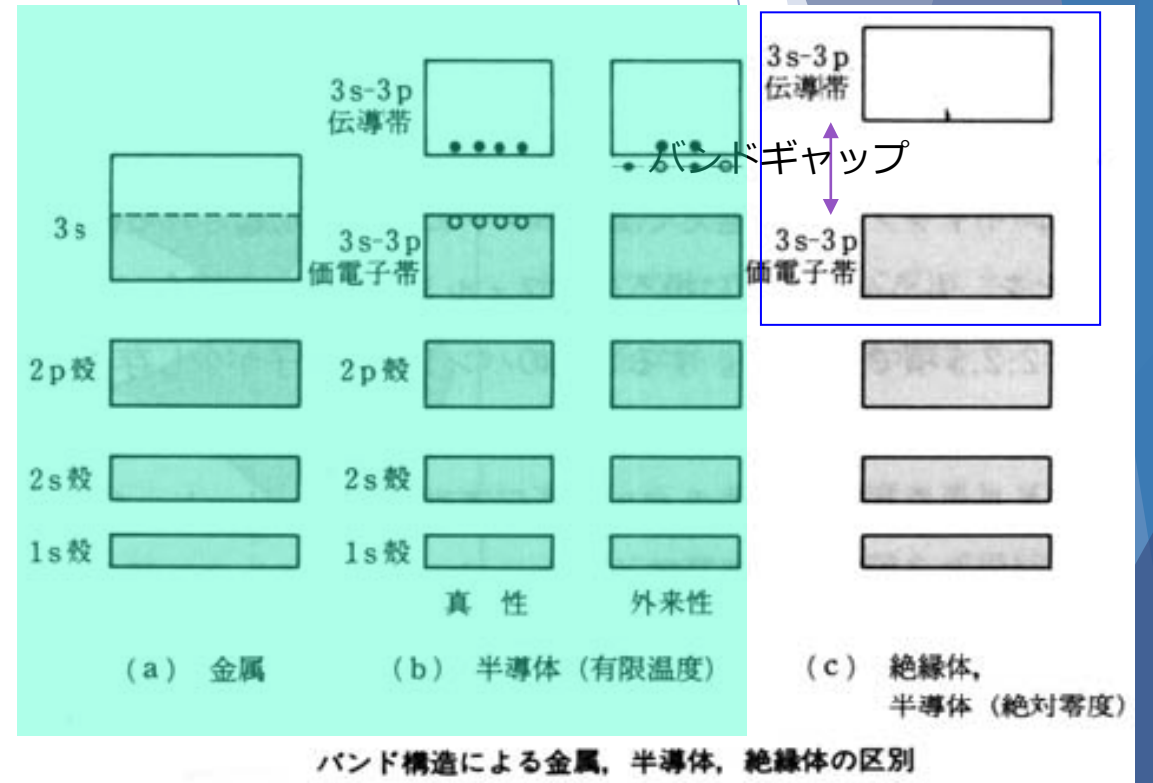 3s-3p
伝導帯
3s-3p
伝導帯
バンドギャップ
3s
3s-3p
価電子帯
3s-3p
価電子帯
2p殻
2p殻
2s殻
2s殻
1s殻
1s殻
真 性
外来性
(a) 金属
(b) 半導体 (有限温度)
(c) 絶縁体,
半導体 (絶対零度)
バンド構造による金属, 半導体, 絶縁体の区別